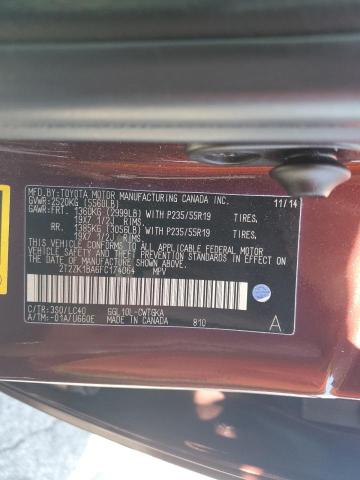 MFD.BY:TOYOTA MOTOR MANUFACTURING CANADA INC.
GVWR:2520KG (5560LB) 11/14
GAWR:FRT. 1360KG (2999LB)WITH P235/55R19 TIRES,
19X7 1/2J RIMS.
RR. 1385KG (3056LB)WITH P235/55R19 TIRES,
19X7 1/2J RIMS.
THIS VEHICLE CONFORMS TO ALL APPLICABLE FEDERAL MOTOR
VEHICLE SAFETY AND THEFT PREVENTION STANDARDS IN EFFECT
ON THE DATE OF MANUFACTURE SHOWN ABOVE.
2T2ZK1BA6FC174064 MPV
C/TR:3S0/LC40 GGL10L-CWTGKA
A/TM:-01A/U660E MADE IN CANADA 810 A